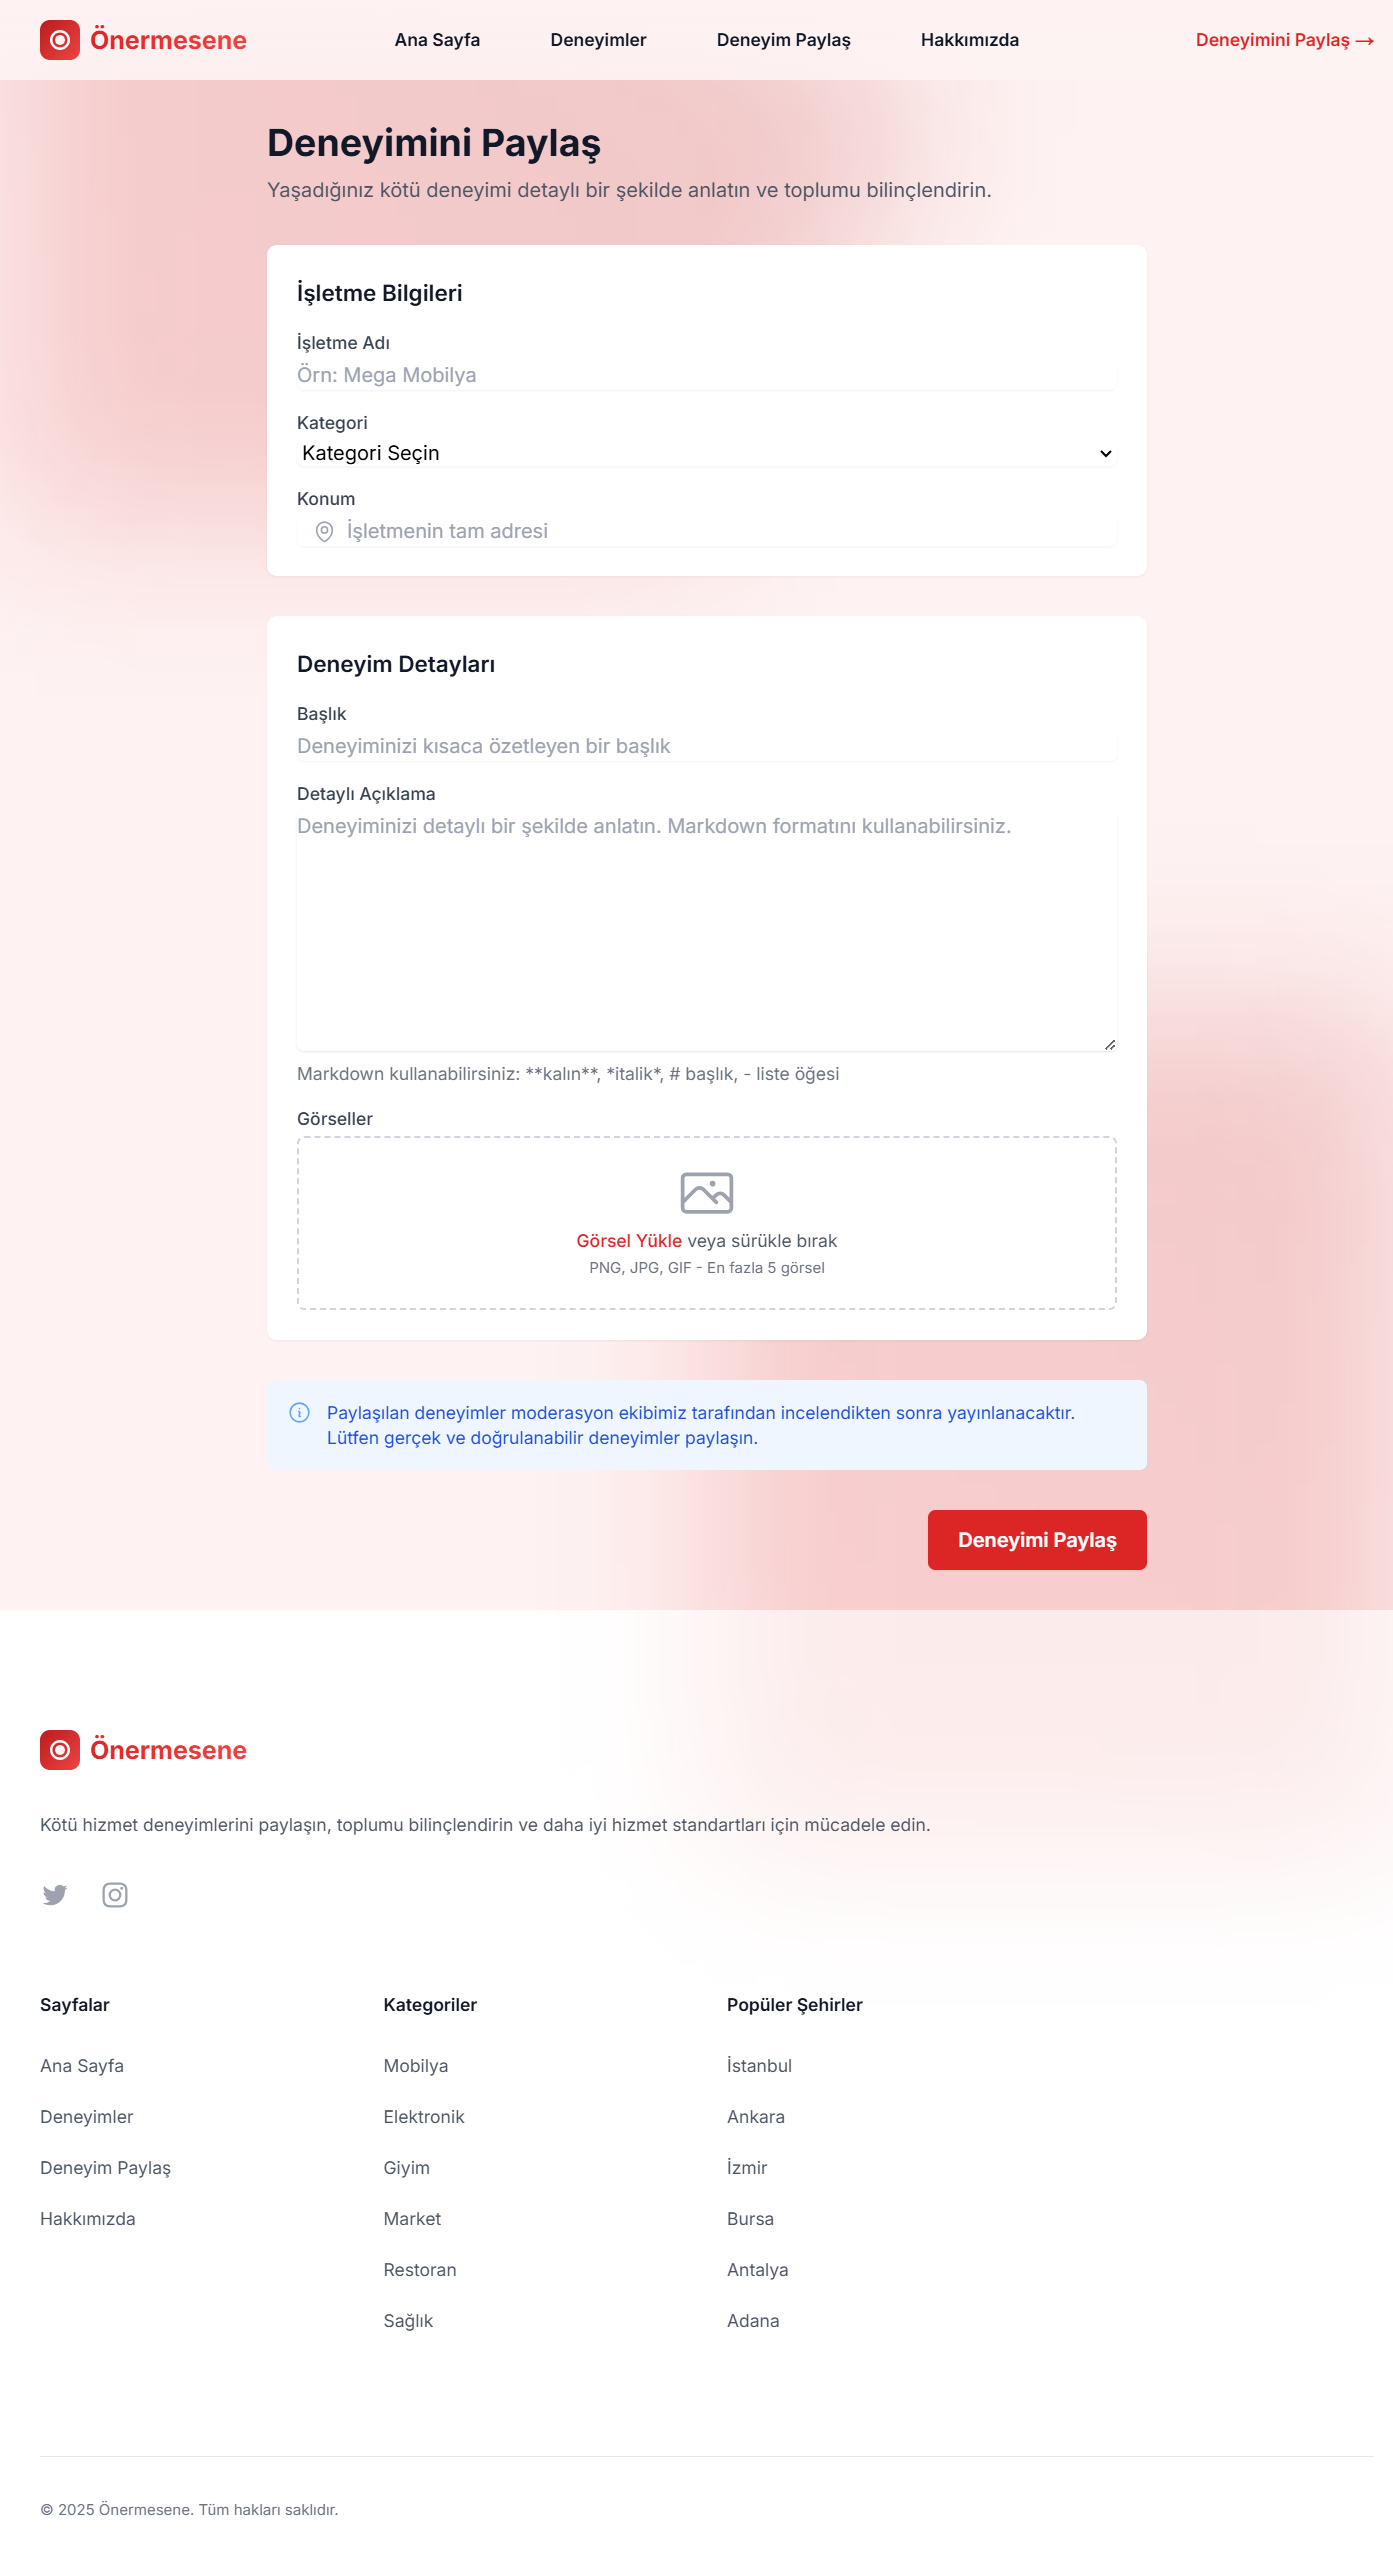 Önermesene
Ana Sayfa
Deneyimler
Deneyim Paylaş
Hakkımızda
Deneyimini Paylaş →
Deneyimini Paylaş
Yaşadığınız kötü deneyimi detaylı bir şekilde anlatın ve toplumu bilinçlendirin.
İşletme Bilgileri
İşletme Adı
Örn: Mega Mobilya
Kategori
Kategori Seçin
Konum
İşletmenin tam adresi
Deneyim Detayları
Başlık
Deneyiminizi kısaca özetleyen bir başlık
Detaylı Açıklama
Deneyiminizi detaylı bir şekilde anlatın. Markdown formatını kullanabilirsiniz.
Markdown kullanabilirsiniz: **kalın**, *italik*, # başlık, - liste öğesi
Görseller
Görsel Yükle veya sürükle bırak
PNG, JPG, GIF - En fazla 5 görsel
Paylaşılan deneyimler moderasyon ekibimiz tarafından incelendikten sonra yayınlanacaktır.
Lütfen gerçek ve doğrulanabilir deneyimler paylaşın.
Deneyimi Paylaş
Önermesene
Kötü hizmet deneyimlerini paylaşın, toplumu bilinçlendirin ve daha iyi hizmet standartları için mücadele edin.
Sayfalar
Ana Sayfa
Deneyimler
Deneyim Paylaş
Hakkımızda
Kategoriler
Mobilya
Elektronik
Giyim
Market
Restoran
Sağlık
Popüler Şehirler
İstanbul
Ankara
İzmir
Bursa
Antalya
Adana
© 2025 Önermesene. Tüm hakları saklıdır.